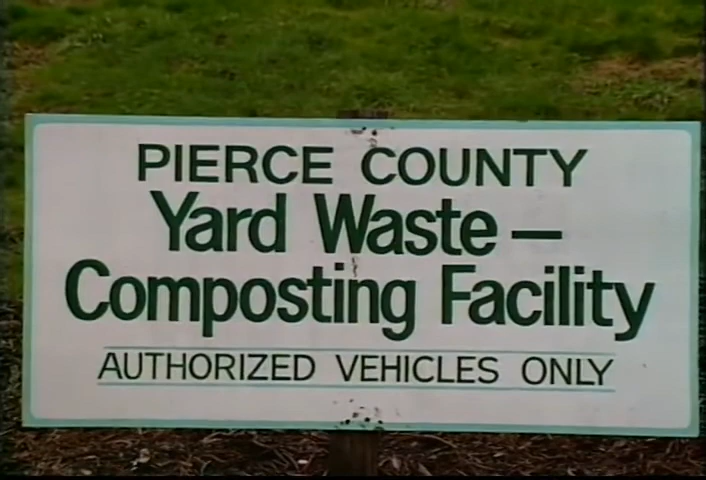 PIERCE COUNTY
Yard Waste –
Composting Facility
AUTHORIZED VEHICLES ONLY